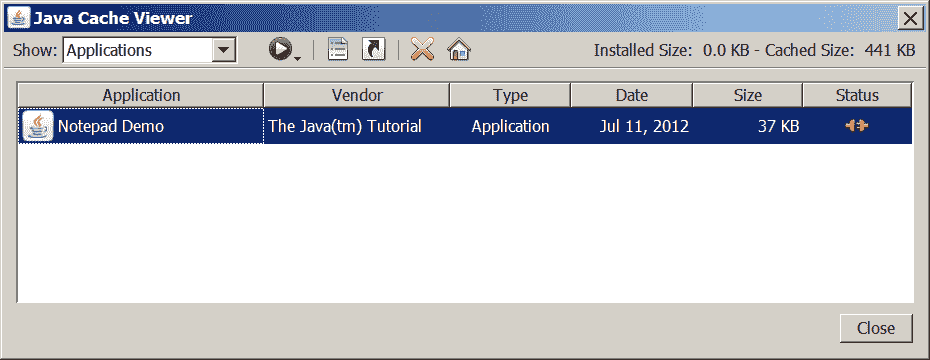 Java Cache Viewer
Show: Applications Installed Size: 0.0 KB - Cached Size: 441 KB
Application Vendor Type Date Size Status
Notepad Demo The Java(tm) Tutorial Application Jul 11, 2012 37 KB
Close